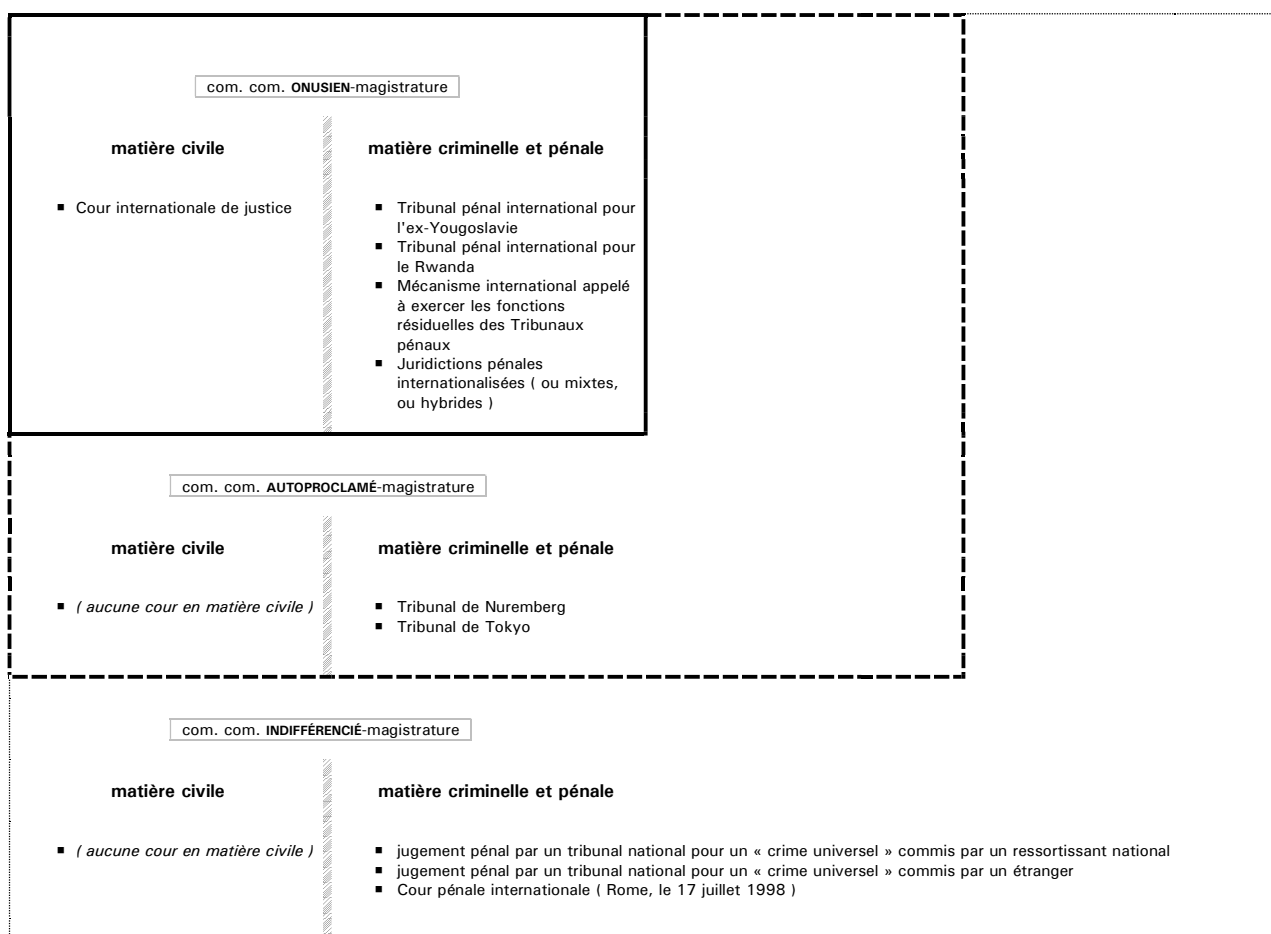 com. com. ONUSIEN-magistrature
matière civile
matière criminelle et pénale
▪ Cour internationale de justice
▪ Tribunal pénal international pour
l'ex-Yougoslavie
▪ Tribunal pénal international pour
le Rwanda
▪ Mécanisme international appelé
à exercer les fonctions
résiduelles des Tribunaux
pénaux
▪ Juridictions pénales
internationalisées ( ou mixtes,
ou hybrides )
com. com. AUTOPROCLAMÉ-magistrature
matière civile
matière criminelle et pénale
▪ ( aucune cour en matière civile )
▪ Tribunal de Nuremberg
▪ Tribunal de Tokyo
com. com. INDIFFÉRENCIÉ-magistrature
matière civile
matière criminelle et pénale
▪ ( aucune cour en matière civile )
▪ jugement pénal par un tribunal national pour un « crime universel » commis par un ressortissant national
▪ jugement pénal par un tribunal national pour un « crime universel » commis par un étranger
▪ Cour pénale internationale ( Rome, le 17 juillet 1998 )